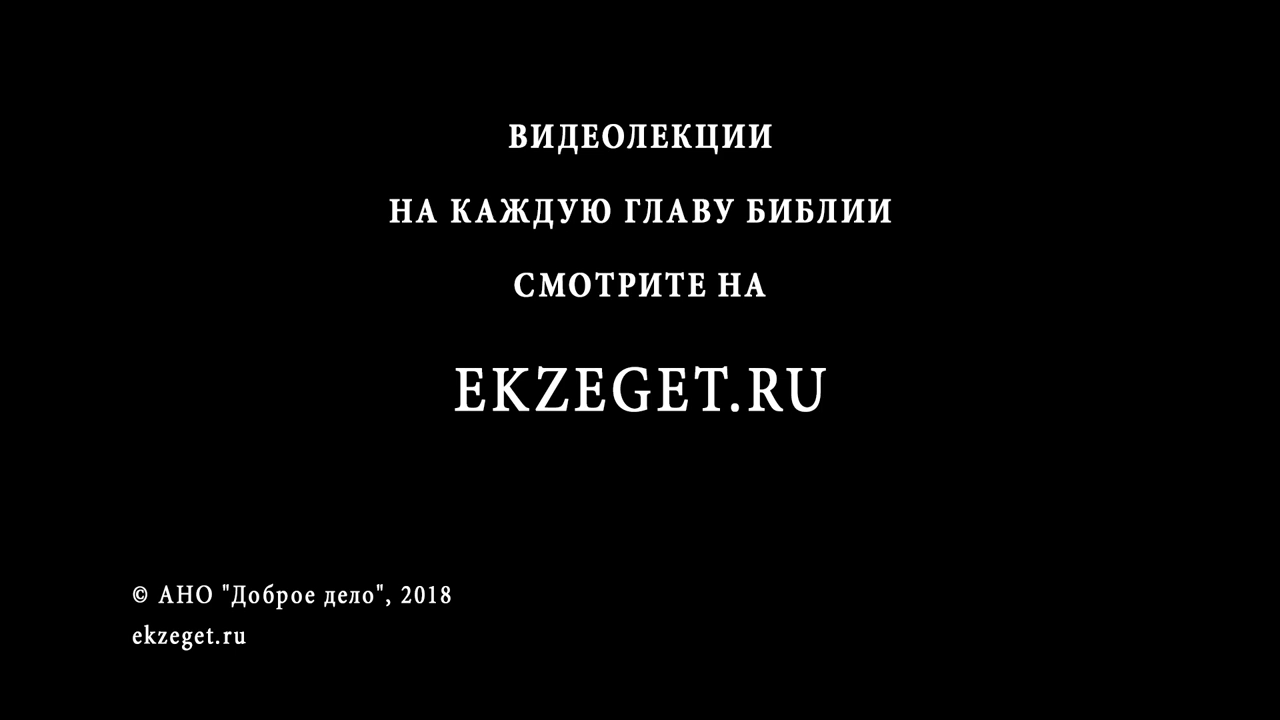 ВИДЕОЛЕКЦИИ
НА КАЖДУЮ ГЛАВУ БИБЛИИ
СМОТРИТЕ НА
EKZEGET.RU
© АНО "Доброе дело", 2018
ekzeget.ru